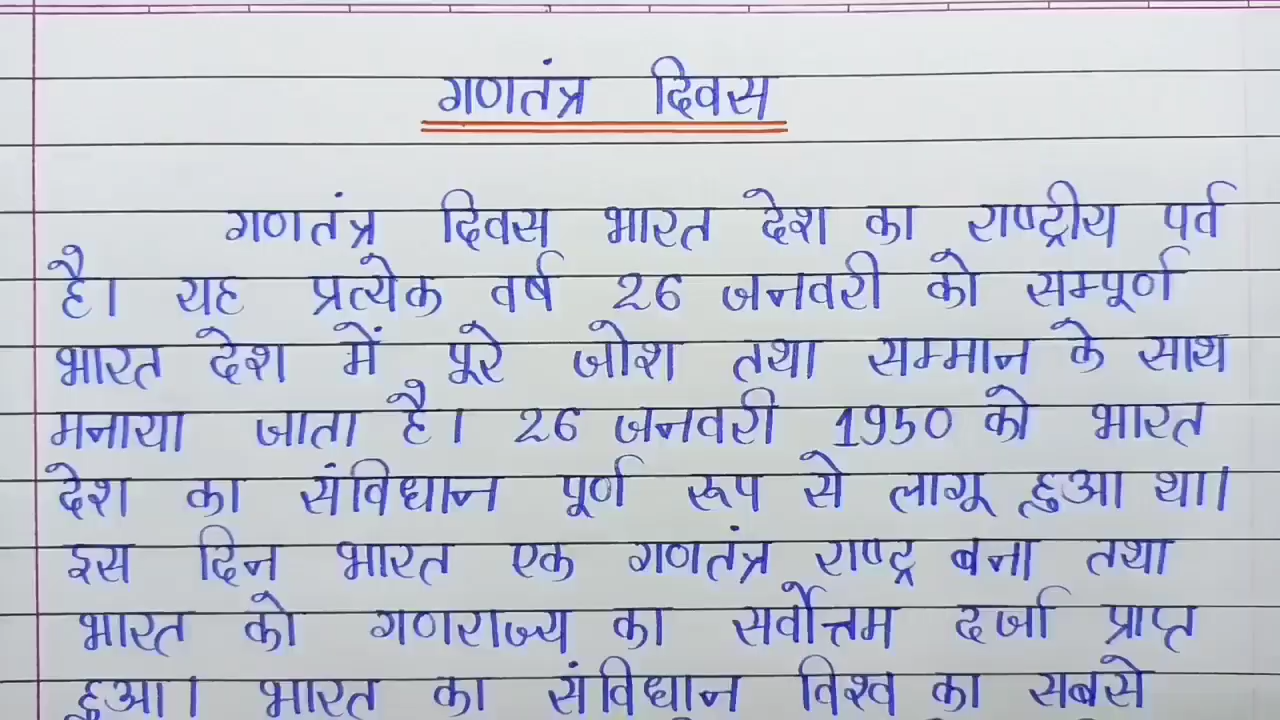 गणतंत्र दिवस
गणतंत्र दिवस भारत देश का राष्ट्रीय पर्व
है। यह प्रत्येक वर्ष 26 जनवरी को सम्पूर्ण
भारत देश में पूरे जोश तथा सम्मान के साथ
मनाया जाता है। 26 जनवरी 1950 को भारत
देश का संविधान पूर्ण रूप से लागू हुआ था।
इस दिन भारत एक गणतंत्र राष्ट्र बना तथा
भारत को गणराज्य का सर्वोत्तम दर्जा प्राप्त
हुआ। भारत का संविधान विश्व का सबसे